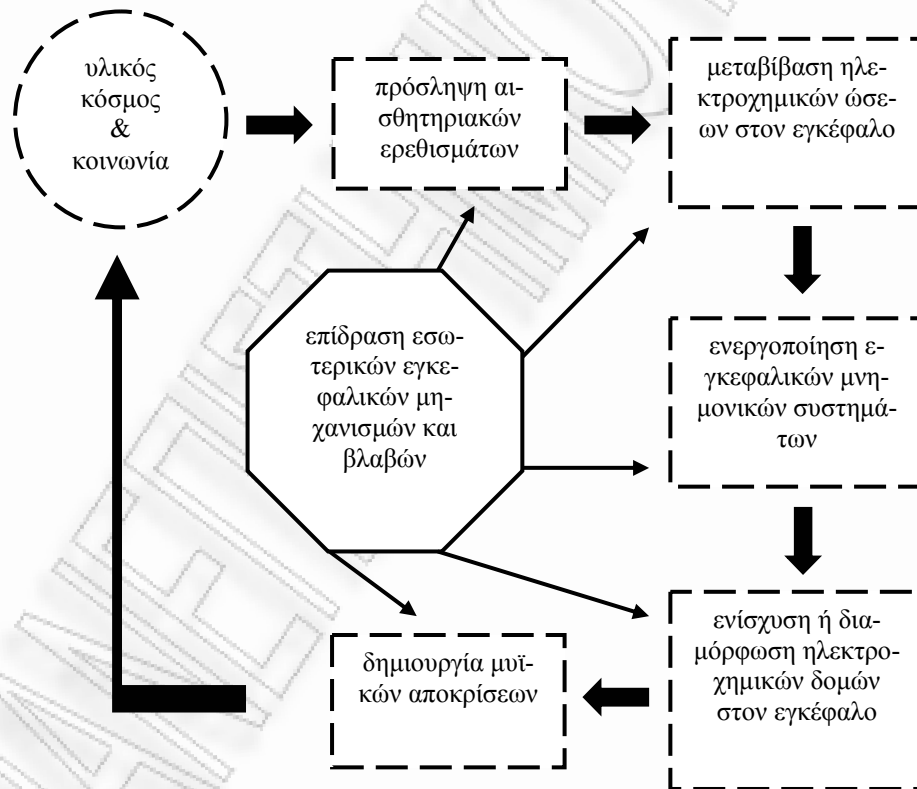 υλικός
κόσμος
&
κοινωνία
πρόσληψη αι-
σθητηριακών
ερεθισμάτων
μεταβίβαση ηλε-
κτροχημικών ώσε-
ων στον εγκέφαλο
επίδραση εσω-
τερικών εγκε-
φαλικών μη-
χανισμών και
βλαβών
ενεργοποίηση ε-
γκεφαλικών μνη-
μονικών συστημά-
των
ενίσχυση ή δια-
μόρφωση ηλεκτρο-
χημικών δομών
στον εγκέφαλο
δημιουργία μυϊ-
κών αποκρίσεων